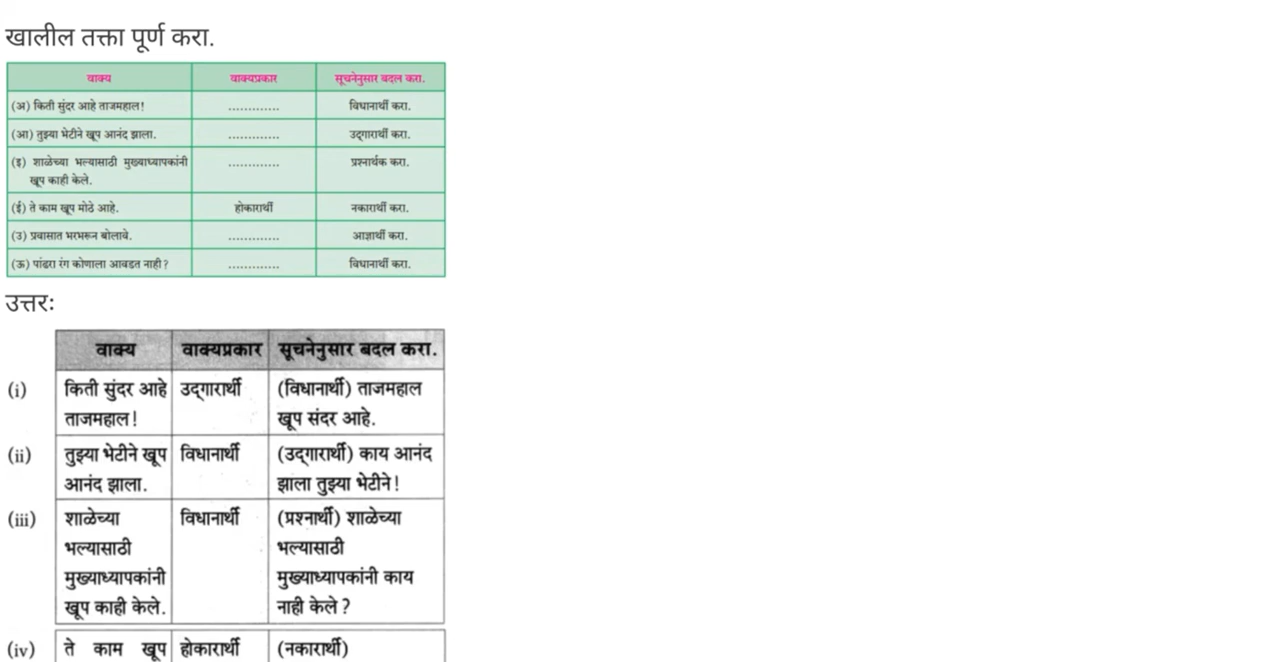 खालील तक्ता पूर्ण करा.
वाक्य वाक्यप्रकार सूचनेनुसार बदल करा.
(अ) किती सुंदर आहे ताजमहाल! ............. विधानार्थी करा.
(आ) तुझ्या भेटीने खूप आनंद झाला. ............. उद्‌गारार्थी करा.
(इ) शाळेच्या भल्यासाठी मुख्याध्यापकांनी ............. प्रश्नार्थक करा.
खूप काही केले.
(ई) ते काम खूप मोठे आहे. होकारार्थी नकारार्थी करा.
(उ) प्रवासात भरभरून बोलावे. ............. आज्ञार्थी करा.
(ऊ) पांढरा रंग कोणाला आवडत नाही? ............. विधानार्थी करा.
उत्तरः
वाक्य वाक्यप्रकार सूचनेनुसार बदल करा.
(i) किती सुंदर आहे उद्‌गारार्थी (विधानार्थी) ताजमहाल
ताजमहाल! खूप संदर आहे.
(ii) तुझ्या भेटीने खूप विधानार्थी (उद्‌गारार्थी) काय आनंद
आनंद झाला. झाला तुझ्या भेटीने!
(iii) शाळेच्या विधानार्थी (प्रश्नार्थी) शाळेच्या
भल्यासाठी भल्यासाठी
मुख्याध्यापकांनी मुख्याध्यापकांनी काय
खूप काही केले. नाही केले?
(iv) ते काम खूप होकारार्थी (नकारार्थी)